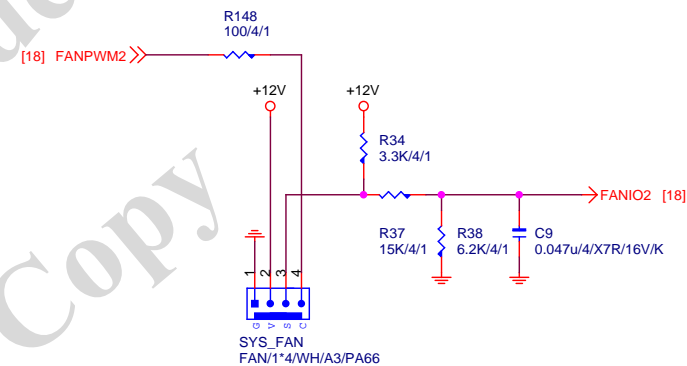 R148
100/4/1
[18] FANPWM2
+12V
+12V
R34
3.3K/4/1
FANIO2 [18]
R37
15K/4/1
R38
6.2K/4/1
C9
0.047u/4/X7R/16V/K
1
2
3
4
G
V
S
C
SYS_FAN
FAN/1*4/WH/A3/PA66
Copy